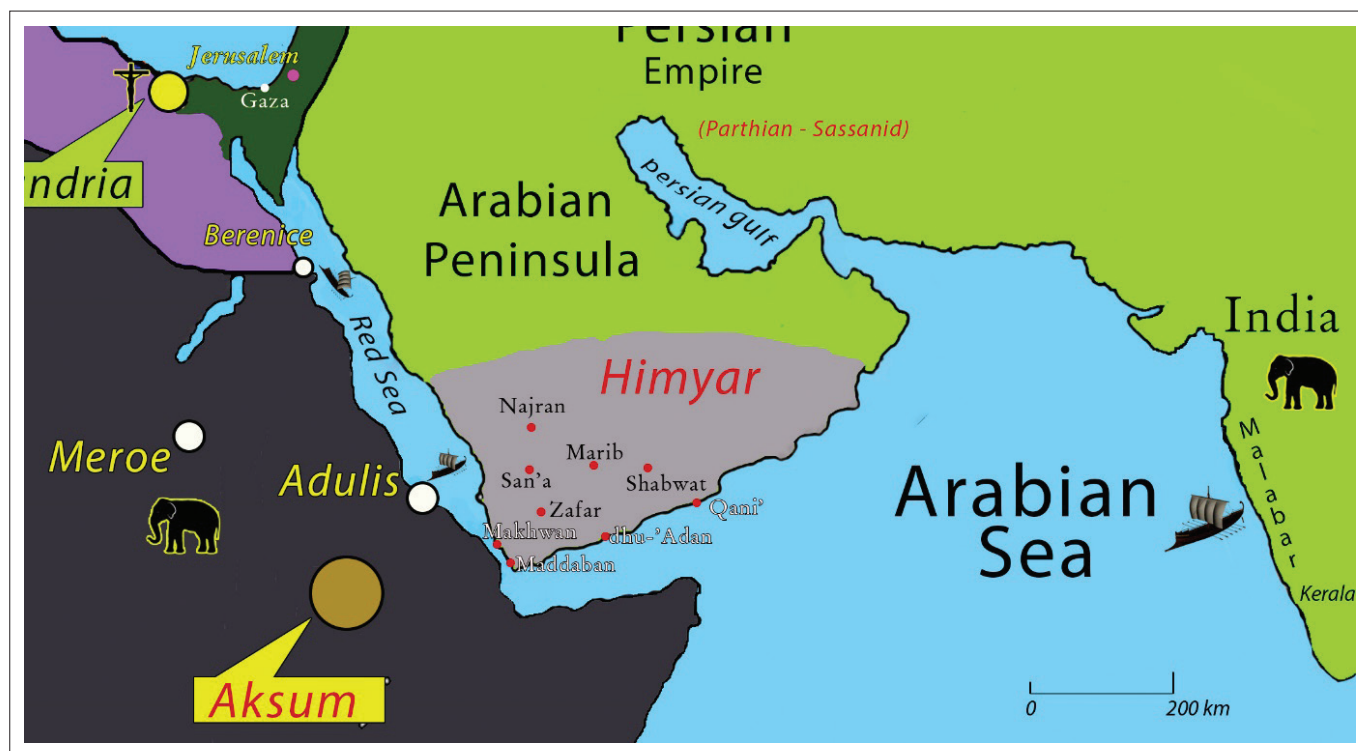 Persian
Empire
(Parthian - Sassanid)
Jerusalem
Gaza
ndria
persian gulf
Arabian
Peninsula
Berenice
India
Red Sea
Himyar
Najran
Marib
San'a
Shabwat
Zafar
Qani'
Makhwan
dhu-'Adan
Maddaban
Meroe
Adulis
Arabian
Sea
Malabar
Kerala
Aksum
0
200 km